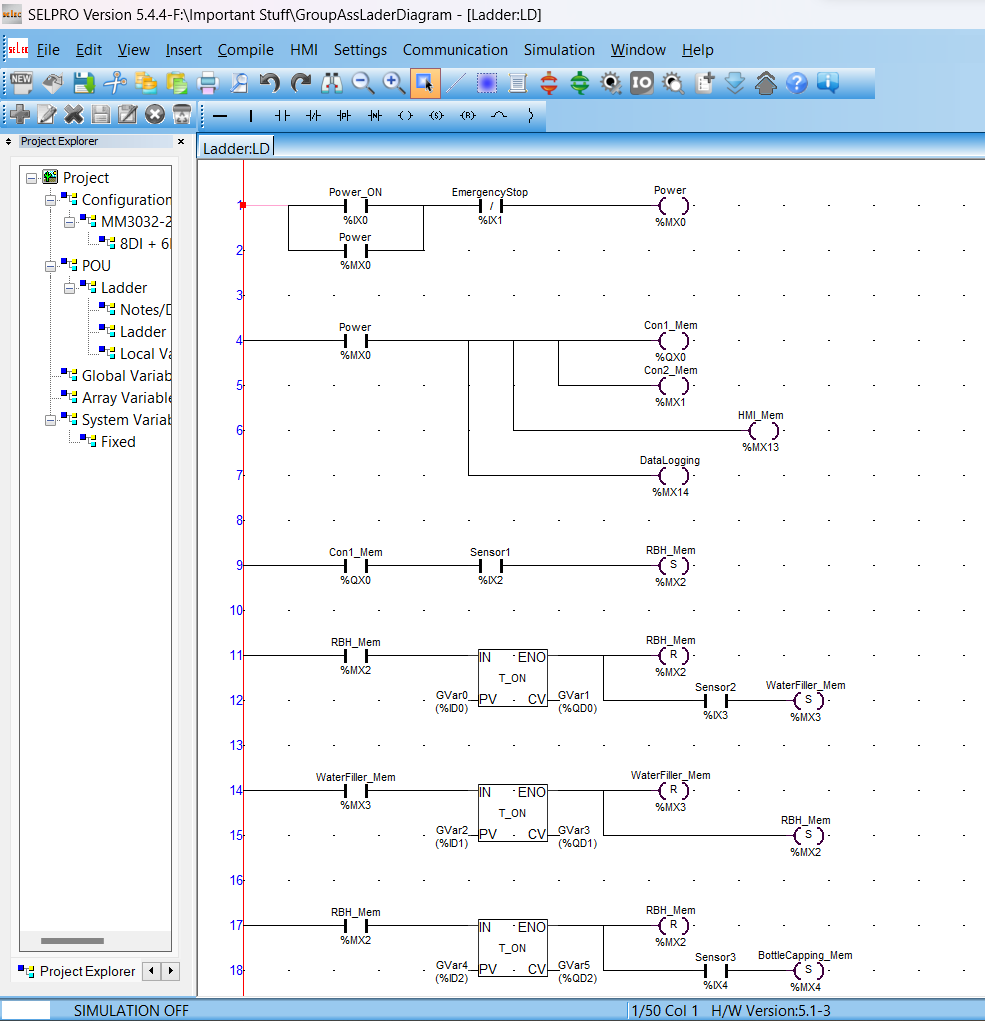 SELPRO Version 5.4.4-F:\Important Stuff\GroupAssLaderDiagram - [Ladder:LD]
File Edit View Insert Compile HMI Settings Communication Simulation Window Help
NEW IO
P N S R
Project Explorer
Ladder:LD
Project
Configuration
MM3032-2
8DI + 6
POU
Ladder
Notes/D
Ladder
Local Va
Global Variab
Array Variable
System Variab
Fixed
Project Explorer
Power_ON EmergencyStop Power
1
%IX0 %IX1 %MX0
Power
2
%MX0
3
Power Con1_Mem
4
%MX0 %QX0
Con2_Mem
5
%MX1
HMI_Mem
6
%MX13
DataLogging
7
%MX14
8
Con1_Mem Sensor1 RBH_Mem
9 S
%QX0 %IX2 %MX2
10
RBH_Mem RBH_Mem
11 IN ENO R
%MX2 T_ON %MX2
Sensor2 WaterFiller_Mem
12 GVar0 PV CV GVar1 S
(%ID0) (%QD0) %IX3 %MX3
13
WaterFiller_Mem WaterFiller_Mem
14 IN ENO R
%MX3 T_ON %MX3
RBH_Mem
15 GVar2 PV CV GVar3 S
(%ID1) (%QD1) %MX2
16
RBH_Mem RBH_Mem
17 IN ENO R
%MX2 T_ON %MX2
Sensor3 BottleCapping_Mem
18 GVar4 PV CV GVar5 S
(%ID2) (%QD2) %IX4 %MX4
SIMULATION OFF 1/50 Col 1 H/W Version:5.1-3